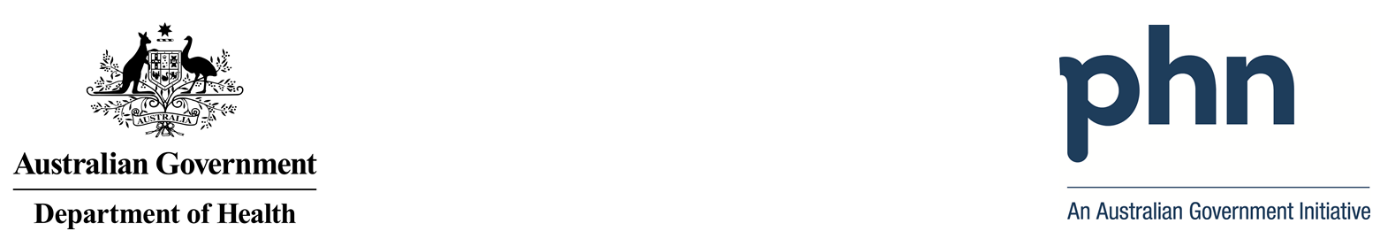 AUSTRALIA
Australian Government
Department of Health
phn
An Australian Government Initiative